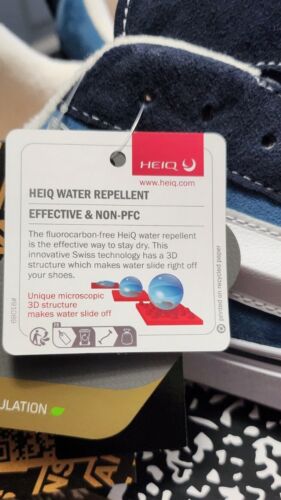 HEIQ
www.heiq.com
HEIQ WATER REPELLENT
EFFECTIVE & NON-PFC
The fluorocarbon-free HeiQ water repellent
is the effective way to stay dry. This
innovative Swiss technology has a 3D
structure which makes water slide right off
your shoes.
Unique microscopic
3D structure
makes water slide off
printed on recycled paper
ULATION